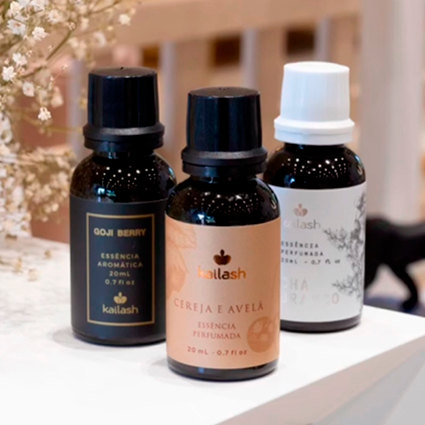 GOJI BERRY
ESSÊNCIA
AROMÁTICA
20mL
0.7 fl oz
kailash
kailash
CEREJA E AVELÃ
ESSÊNCIA
PERFUMADA
20 mL - 0.7 fl oz
kailash
ESSÊNCIA
PERFUMADA